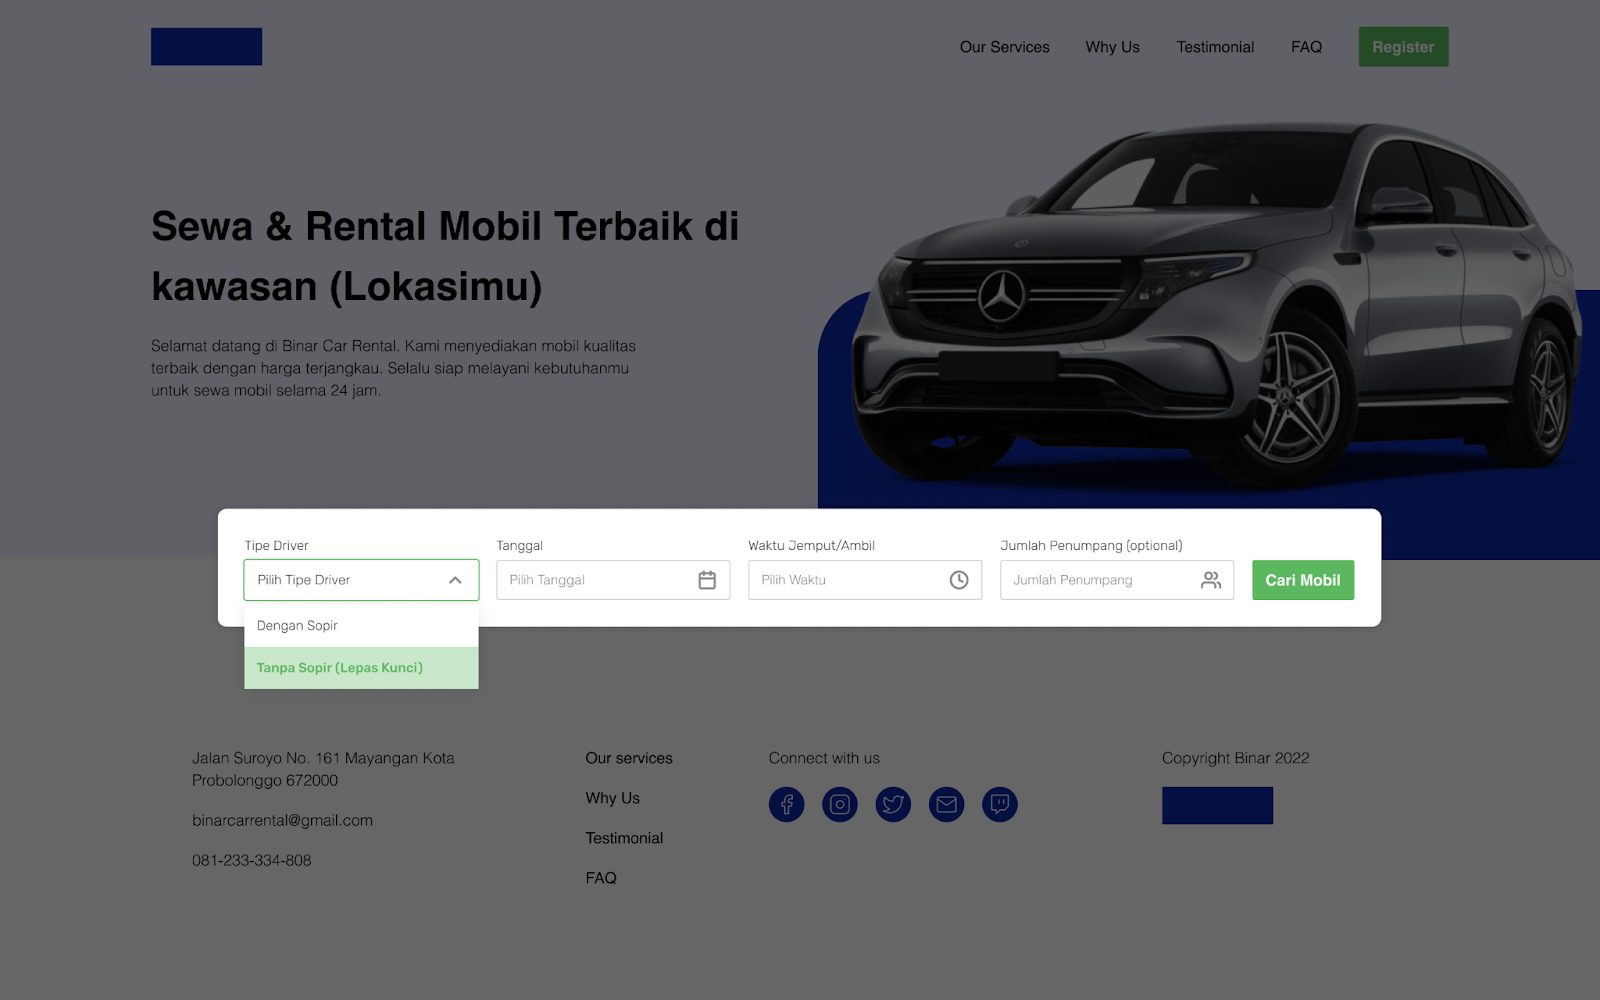 Our Services
Why Us
Testimonial
FAQ
Register
Sewa & Rental Mobil Terbaik di
kawasan (Lokasimu)
Selamat datang di Binar Car Rental. Kami menyediakan mobil kualitas
terbaik dengan harga terjangkau. Selalu siap melayani kebutuhanmu
untuk sewa mobil selama 24 jam.
Tipe Driver
Pilih Tipe Driver
Dengan Sopir
Tanpa Sopir (Lepas Kunci)
Tanggal
Pilih Tanggal
Waktu Jemput/Ambil
Pilih Waktu
Jumlah Penumpang (optional)
Jumlah Penumpang
Cari Mobil
Jalan Suroyo No. 161 Mayangan Kota
Probolonggo 672000
binarcarrental@gmail.com
081-233-334-808
Our services
Why Us
Testimonial
FAQ
Connect with us
Copyright Binar 2022